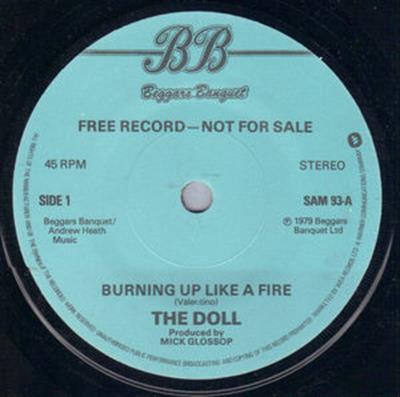 BB
Beggars Banquet
FREE RECORD—NOT FOR SALE
45 RPM
STEREO
SIDE 1
SAM 93-A
Beggars Banquet/
Andrew Heath
Music
℗ 1979 Beggars
Banquet Ltd
BURNING UP LIKE A FIRE
(Valentino)
THE DOLL
Produced by
MICK GLOSSOP